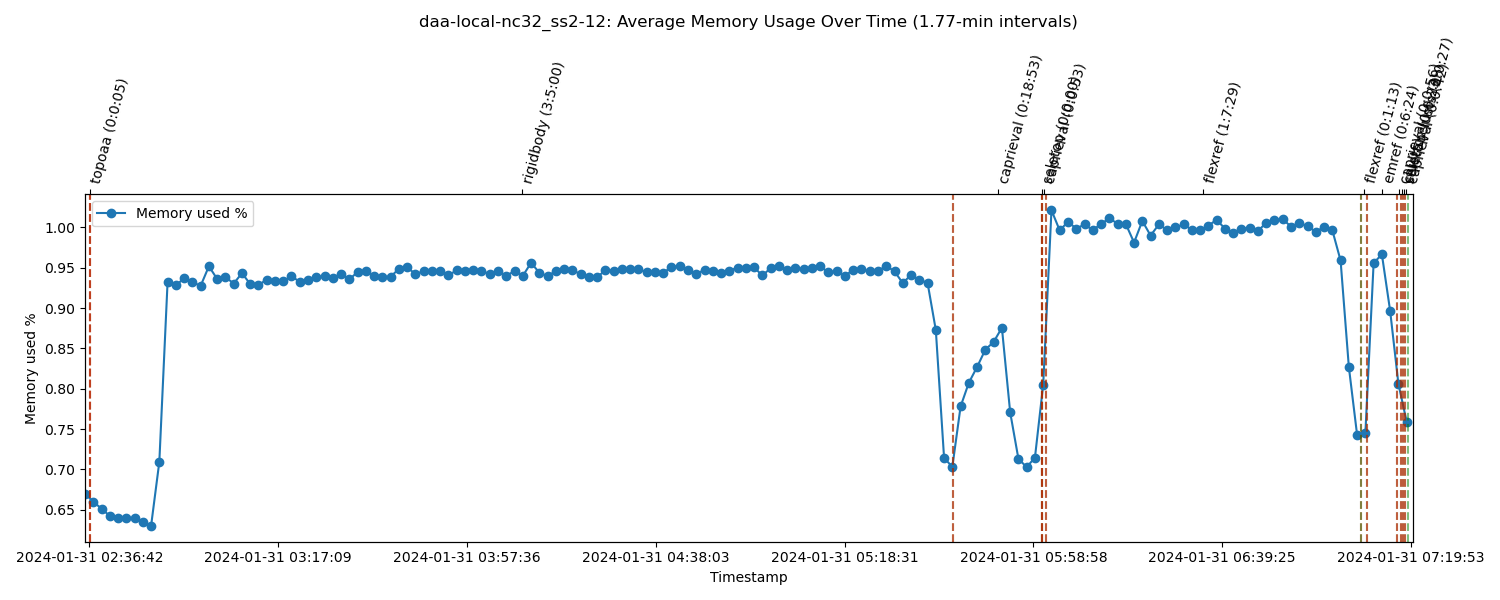 daa-local-nc32_ss2-12: Average Memory Usage Over Time (1.77-min intervals)
topoaa (0:0:05)
rigidbody (3:5:00)
caprieval (0:18:53)
caprieval (0:0:53)
flexref (1:7:29)
flexref (0:1:13)
emref (0:6:24)
Memory used %
Memory used %
1.00
0.95
0.90
0.85
0.80
0.75
0.70
0.65
2024-01-31 02:36:42
2024-01-31 03:17:09
2024-01-31 03:57:36
2024-01-31 04:38:03
2024-01-31 05:18:31
2024-01-31 05:58:58
2024-01-31 06:39:25
2024-01-31 07:19:53
Timestamp